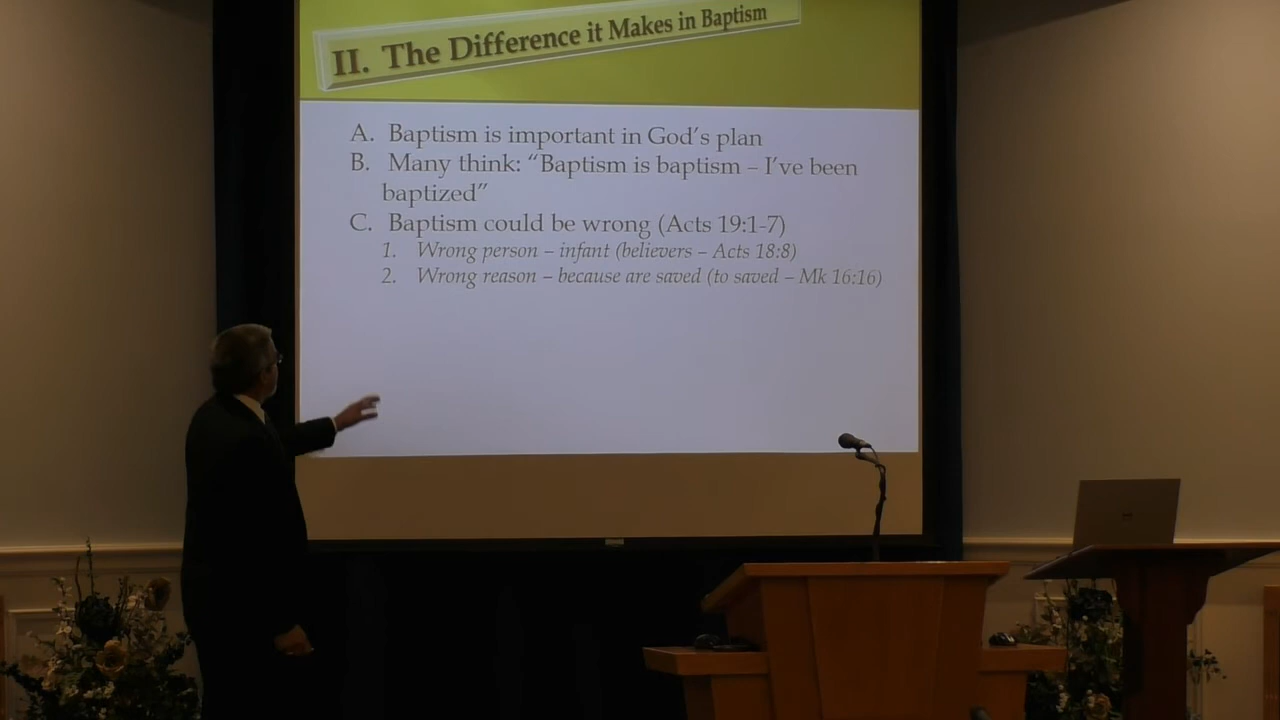 II. The Difference it Makes in Baptism
A. Baptism is important in God's plan
B. Many think: “Baptism is baptism – I've been
baptized”
C. Baptism could be wrong (Acts 19:1-7)
1. Wrong person – infant (believers – Acts 18:8)
2. Wrong reason – because are saved (to saved – Mk 16:16)